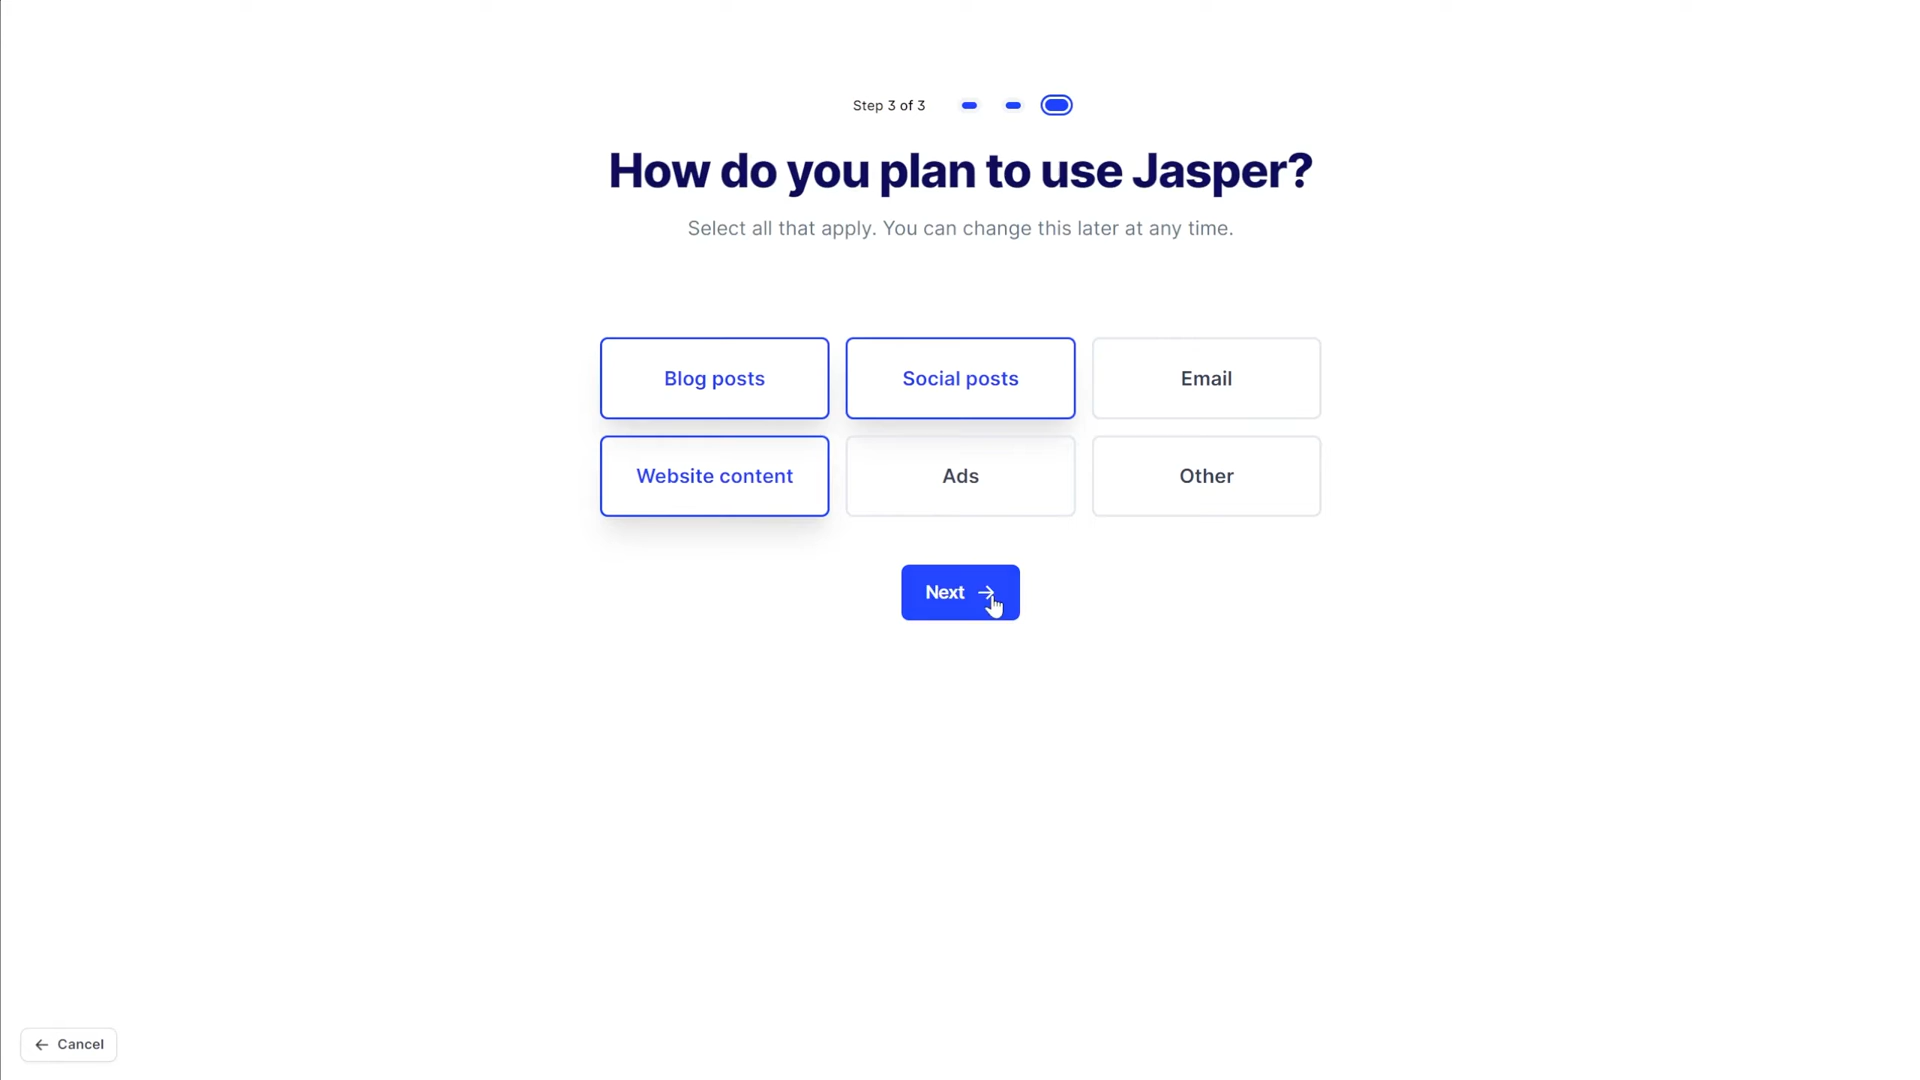 Step 3 of 3
How do you plan to use Jasper?
Select all that apply. You can change this later at any time.
Blog posts
Social posts
Email
Website content
Ads
Other
Next
Cancel